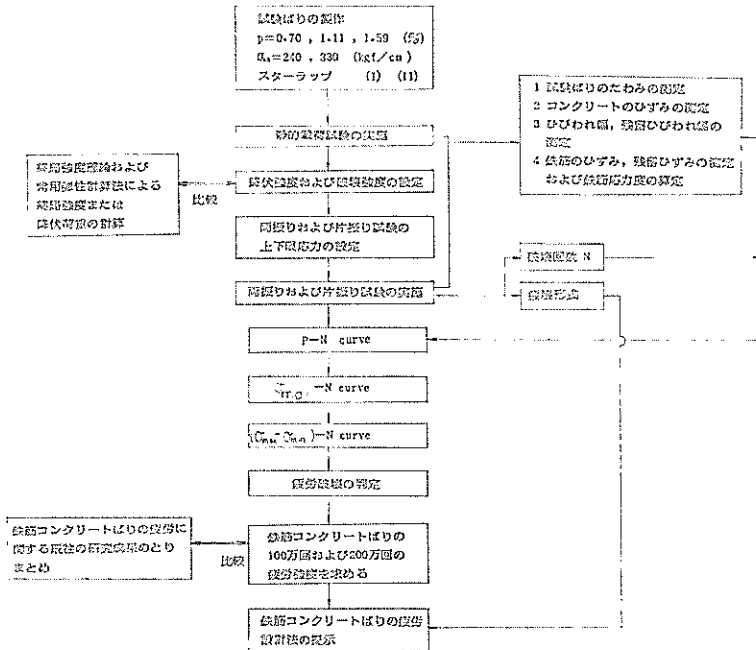 試験ばりの製作
p=0.70 , 1.11 , 1.59 (%)
=240 , 330 (kgf/cm )
スターラップ (I) (II)
静的載荷試験の実施
1 試験ばりのたわみの測定
2 コンクリートのひずみの測定
3 ひびわれ幅，残留ひびわれ幅の
測定
4 鉄筋のひずみ，残留ひずみの測定
および鉄筋応力度の算定
終局強度理論および
常用弾性計算法による
終局強度または
降伏荷重の計算
比較
降伏強度および破壊強度の設定
両振りおよび片振り試験の
上下限応力の設定
両振りおよび片振り試験の実施
破壊回数 N
破壊形式
P－N curve
－N curve
－N curve
疲労破壊の判定
鉄筋コンクリートばりの疲労に
関する既往の研究成果のとり
まとめ
比較
鉄筋コンクリートばりの
100万回および200万回の
疲労強度を求める
鉄筋コンクリートばりの疲労
設計法の提示